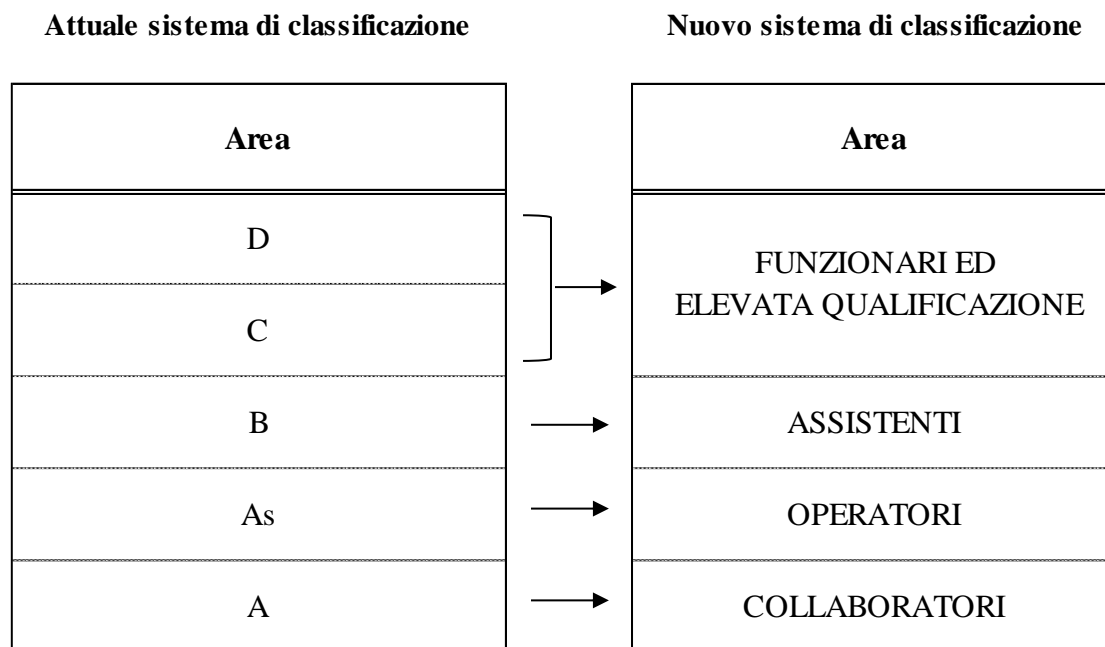 Attuale sistema di classificazione
Nuovo sistema di classificazione
Area
Area
D
C
FUNZIONARI ED
ELEVATA QUALIFICAZIONE
B
ASSISTENTI
As
OPERATORI
A
COLLABORATORI